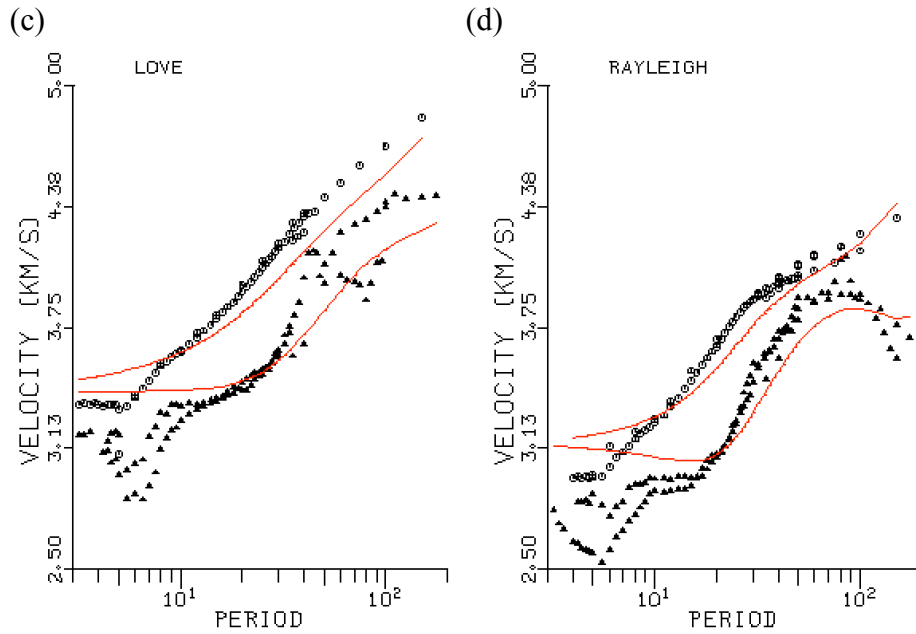 (c)
LOVE
VELOCITY (KM/S)
5.00
4.38
3.75
3.13
2.50
10¹
10²
PERIOD
(d)
RAYLEIGH
VELOCITY (KM/S)
5.00
4.38
3.75
3.13
2.50
10¹
10²
PERIOD